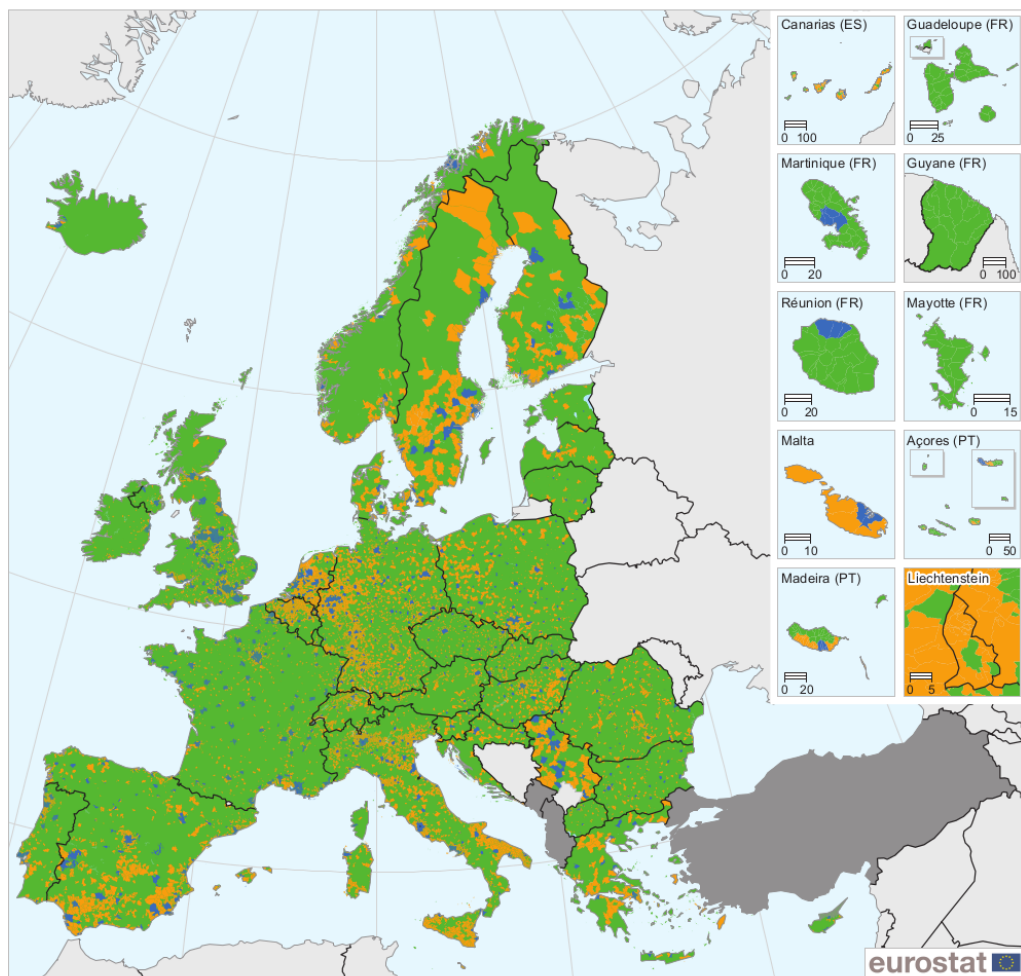 Canarias (ES)
0 100
Guadeloupe (FR)
0 25
Martinique (FR)
0 20
Guyane (FR)
0 100
Réunion (FR)
0 20
Mayotte (FR)
0 15
Malta
0 10
Açores (PT)
0 50
Madeira (PT)
0 20
Liechtenstein
0 5
eurostat